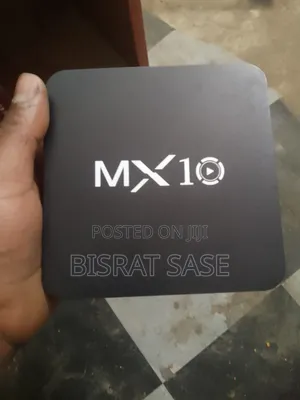 MX10
POSTED ON JIJI
BISRAT SASE